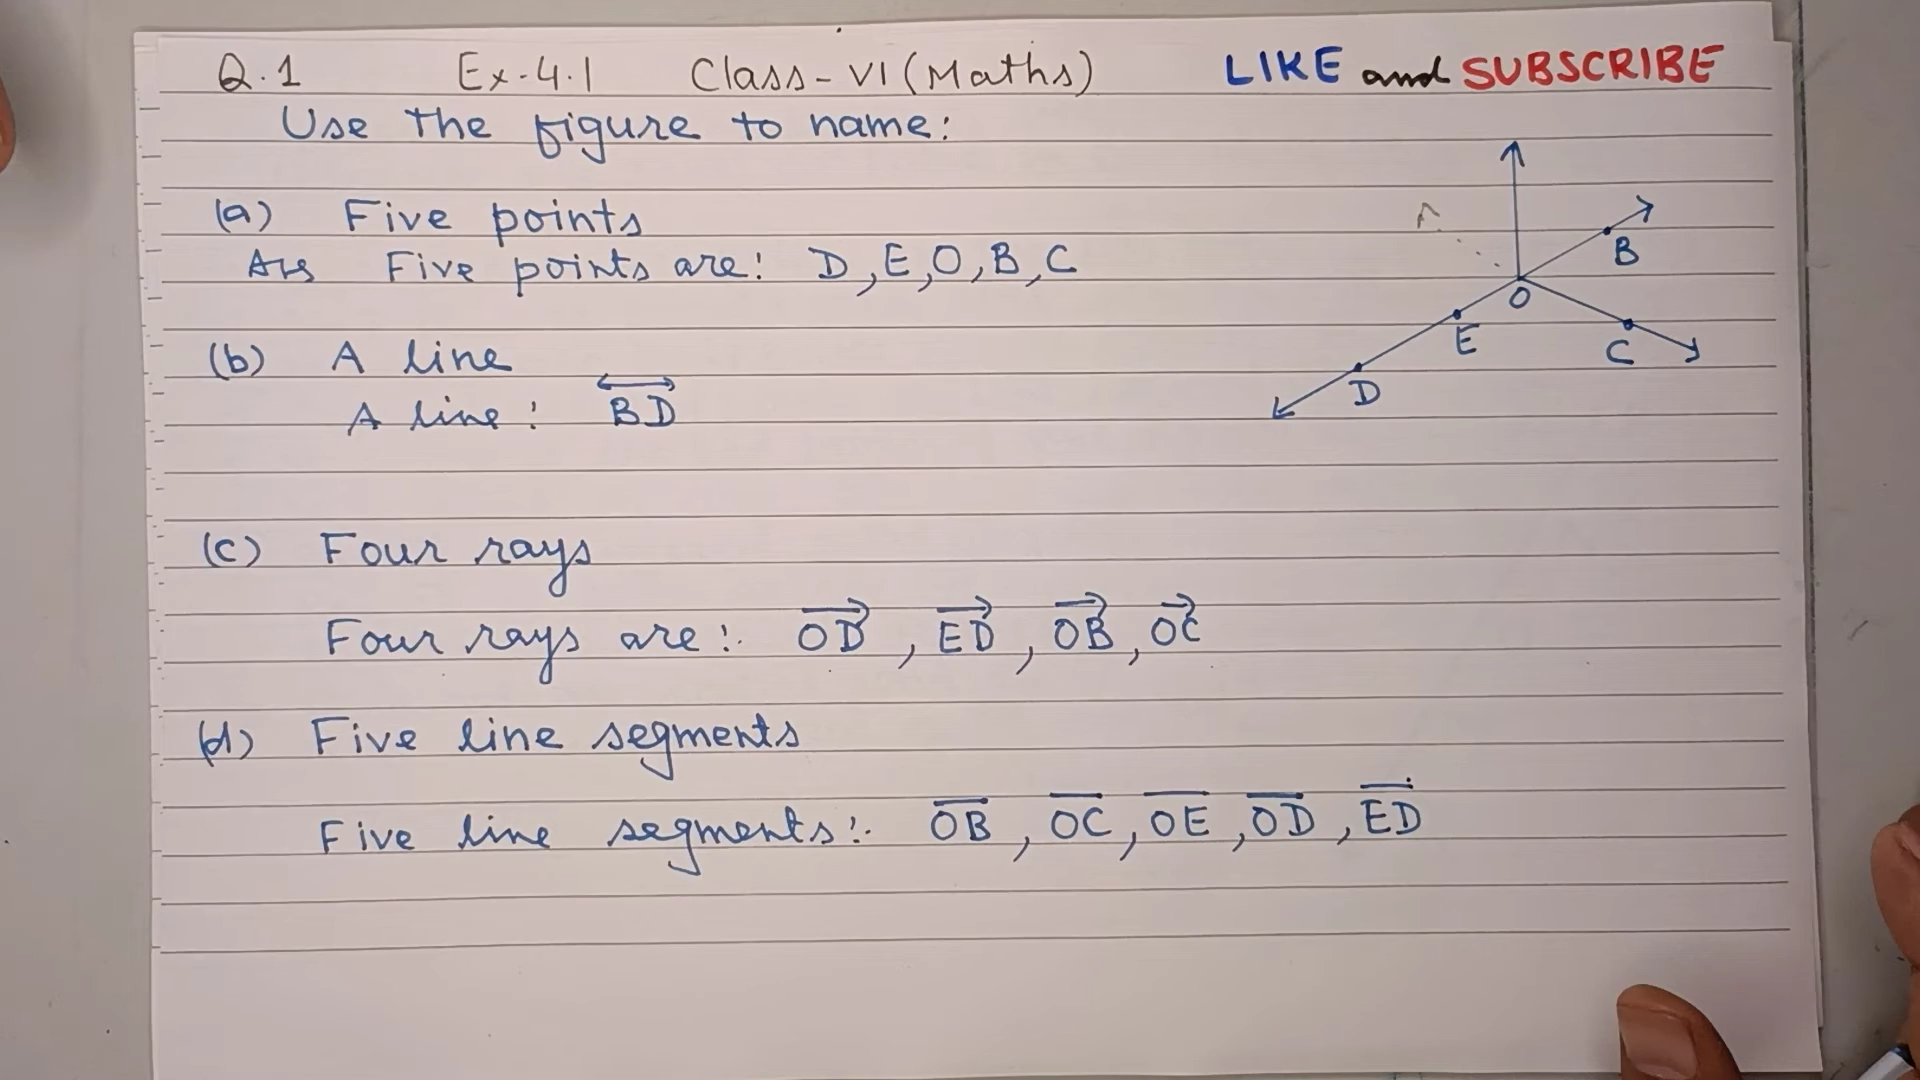 Q.1 Ex-4.1 Class-VI (Maths) LIKE and SUBSCRIBE
Use the figure to name:
(a) Five points
Ans Five points are: D, E, O, B, C
(b) A line
A line: BD
(c) Four rays
Four rays are:. OD, ED, OB, OC
(d) Five line segments
Five line segments:. OB, OC, OE, OD, ED
B
O
E
C
D